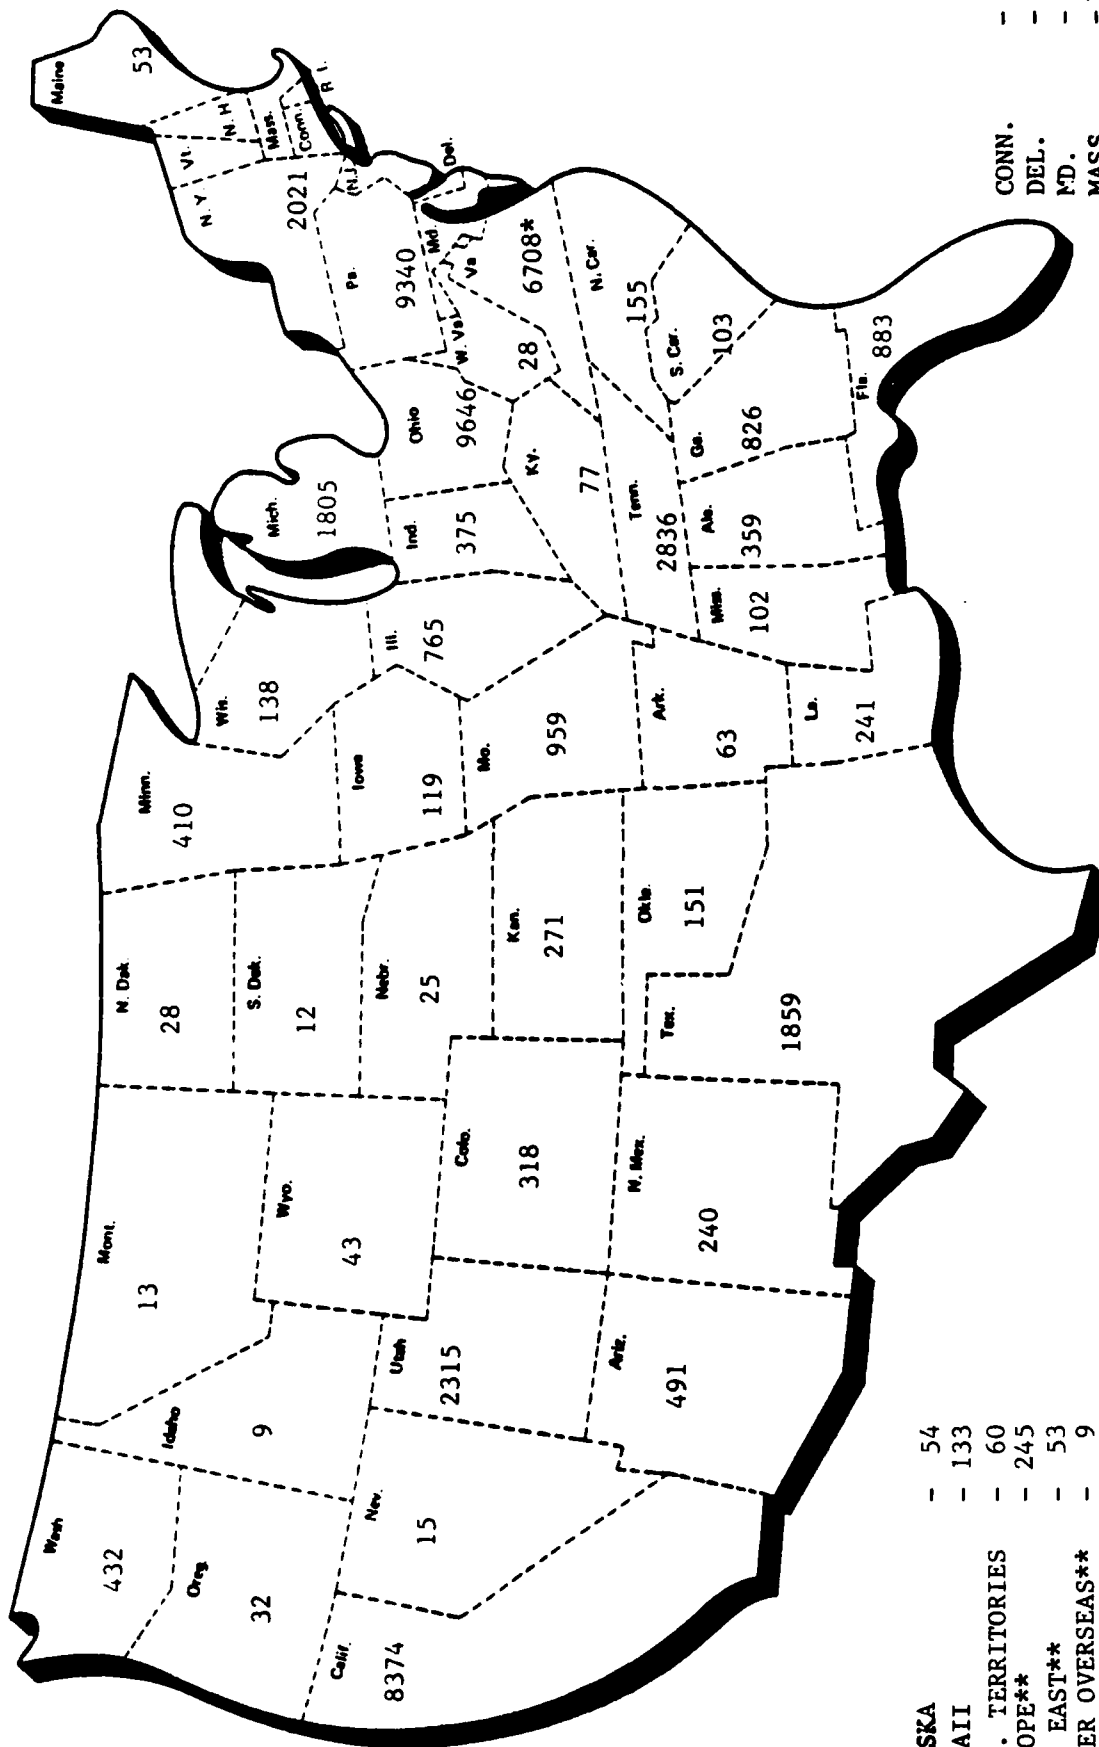 Wash
432
Oreg.
32
Calif.
8374
Idaho
9
Nev.
15
Mont.
13
Wyo.
43
Utah
2315
Ariz.
491
Colo.
318
N. Mex.
240
N. Dak.
28
S. Dak.
12
Nebr.
25
Kan.
271
Okla.
151
Tex.
1859
Minn.
410
Iowa
119
Mo.
959
Ark.
63
La.
241
Wis.
138
Ill.
765
Mich.
1805
Ind.
375
Ohio
9646
Ky.
77
Tenn.
2836
Miss.
102
Ala.
359
Ga.
826
Fla.
883
S. Car.
103
N. Car.
155
W. Va.
28
Va
6708*
Md.
Del.
Pa.
9340
(N.J.
N.Y.
2021
Vt.
N. H
Mass.
Conn.
R I.
Maine
53
SKA - 54
AII - 133
. TERRITORIES - 60
OPE** - 245
EAST** - 53
ER OVERSEAS** - 9
CONN. -
DEL. -
MD. -
MASS -